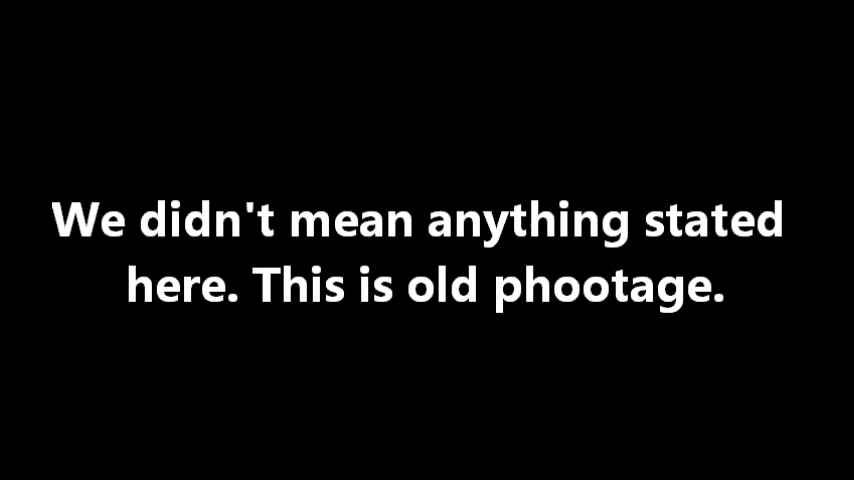 We didn't mean anything stated
here. This is old phootage.